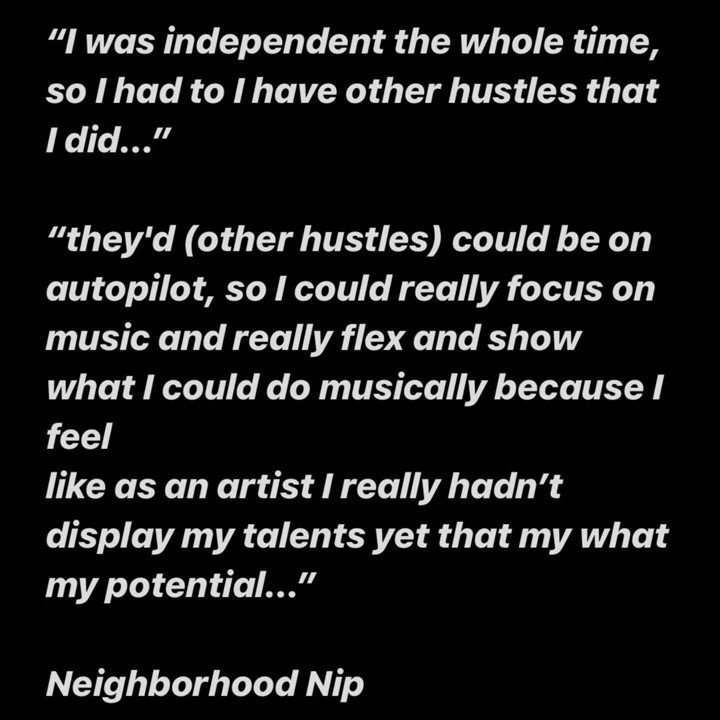 “I was independent the whole time,
so I had to I have other hustles that
I did...”
“they'd (other hustles) could be on
autopilot, so I could really focus on
music and really flex and show
what I could do musically because I
feel
like as an artist I really hadn’t
display my talents yet that my what
my potential...”
Neighborhood Nip